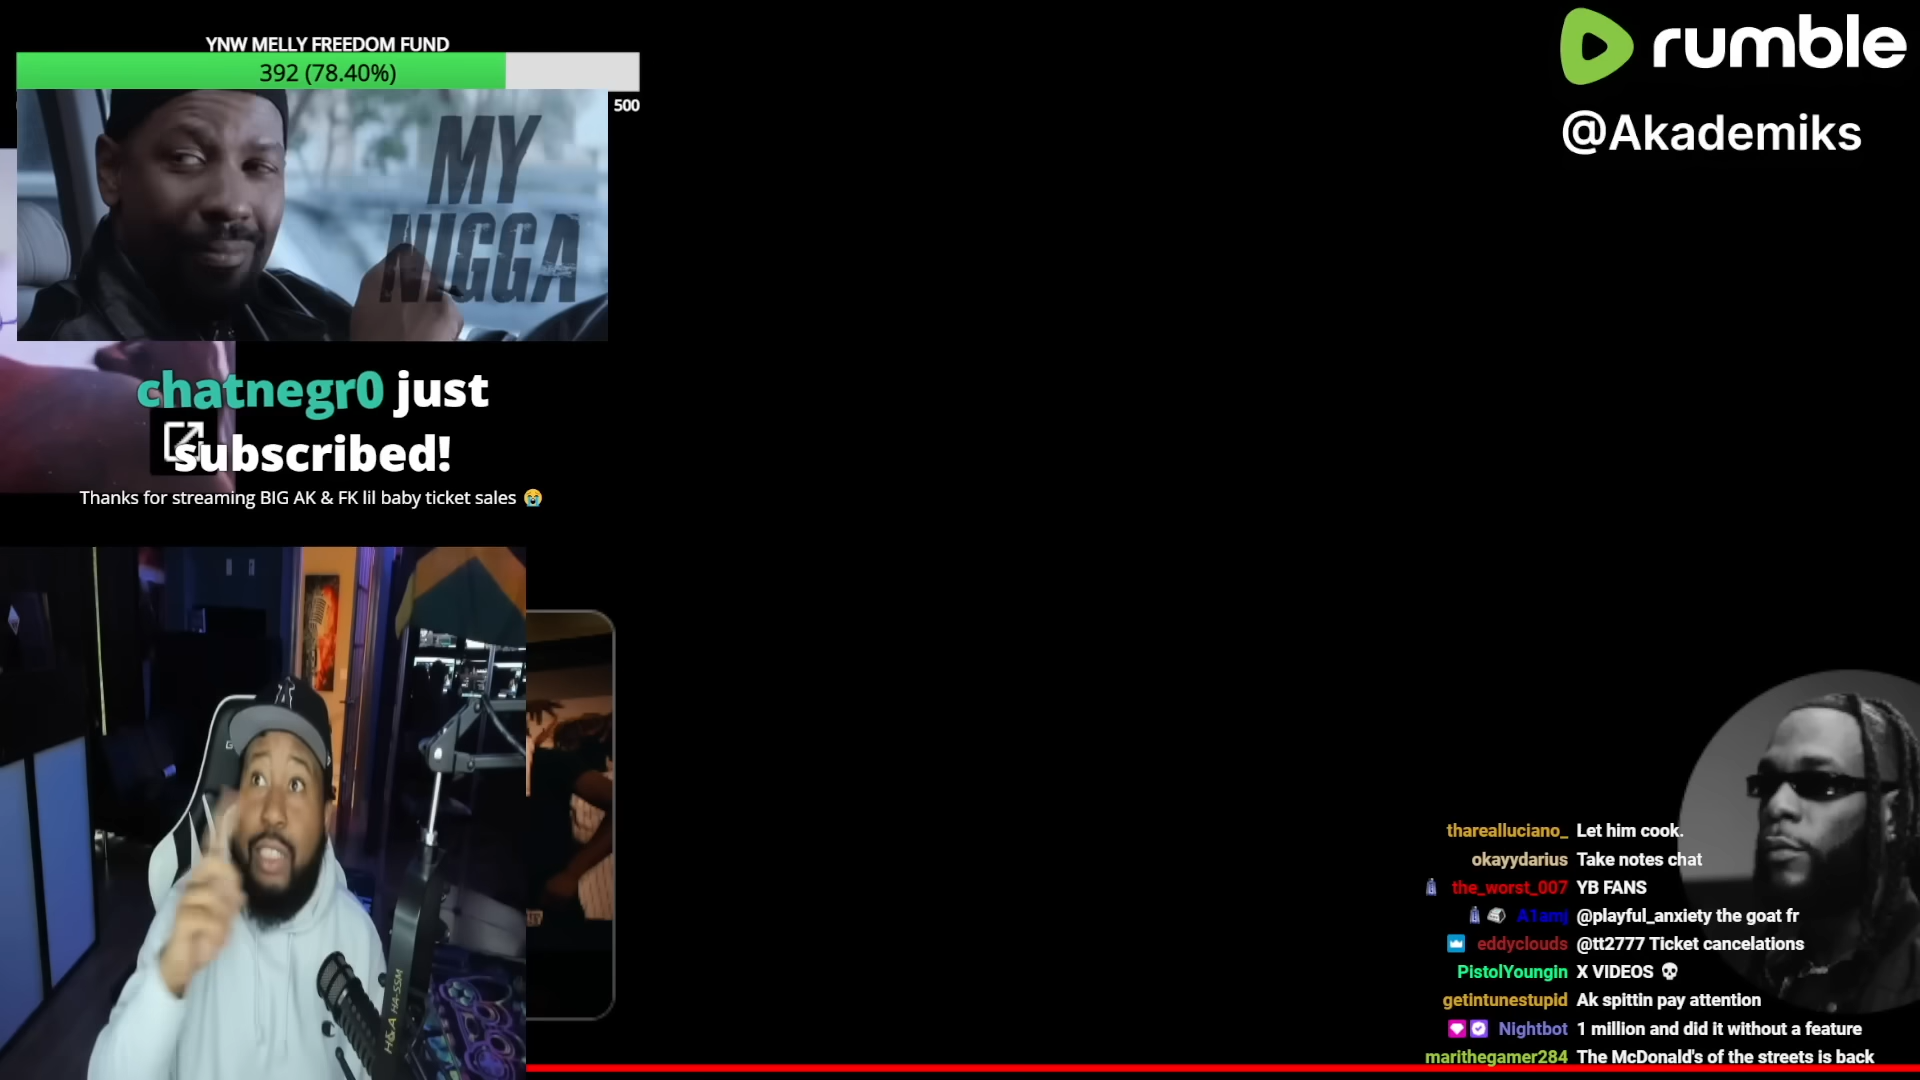 YNW MELLY FREEDOM FUND
392 (78.40%)
500
MY
NIGGA
chatnegr0 just
subscribed!
Thanks for streaming BIG AK & FK lil baby ticket sales 😭
rumble
@Akademiks
H&A HA-SSM
tharealluciano_ Let him cook.
okayydarius Take notes chat
the_worst_007 YB FANS
A1amj @playful_anxiety the goat fr
eddyclouds @tt2777 Ticket cancelations
PistolYoungin X VIDEOS 💀
getintunestupid Ak spittin pay attention
Nightbot 1 million and did it without a feature
marithegamer284 The McDonald's of the streets is back